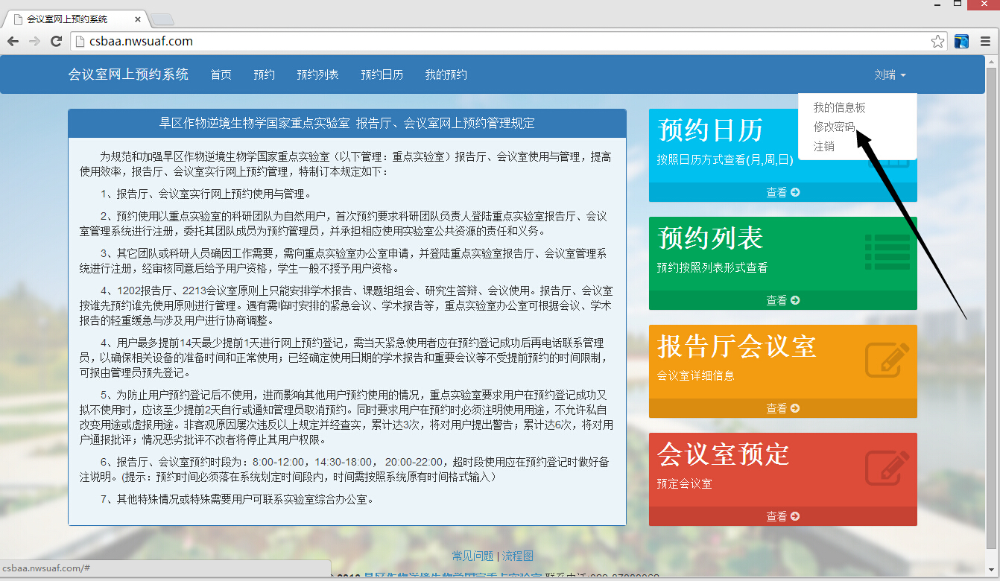 会议室网上预约系统
csbaa.nwsuaf.com
会议室网上预约系统 首页 预约 预约列表 预约日历 我的预约 刘瑞
我的信息板
修改密码
注销
旱区作物逆境生物学国家重点实验室 报告厅、会议室网上预约管理规定
为规范和加强旱区作物逆境生物学国家重点实验室（以下管理：重点实验室）报告厅、会议室使用与管理，提高
使用效率，报告厅、会议室实行网上预约管理，特制订本规定如下：
1、报告厅、会议室实行网上预约使用与管理。
2、预约使用以重点实验室的科研团队为自然用户，首次预约要求科研团队负责人登陆重点实验室报告厅、会议
室管理系统进行注册，委托其团队成员为预约管理员，并承担相应使用实验室公共资源的责任和义务。
3、其它团队或科研人员确因工作需要，需向重点实验室办公室申请，并登陆重点实验室报告厅、会议室管理系
统进行注册，经审核同意后给予用户资格，学生一般不授予用户资格。
4、1202报告厅、2213会议室原则上只能安排学术报告、课题组组会、研究生答辩、会议使用。报告厅、会议室
按谁先预约谁先使用原则进行管理。遇有需临时安排的紧急会议、学术报告等，重点实验室办公室可根据会议、学术
报告的轻重缓急与涉及用户进行协商调整。
4、用户最多提前14天最少提前1天进行网上预约登记，需当天紧急使用者应在预约登记成功后再电话联系管理
员，以确保相关设备的准备时间和正常使用；已经确定使用日期的学术报告和重要会议等不受提前预约的时间限制，
可报由管理员预先登记。
5、为防止用户预约登记后不使用，进而影响其他用户预约使用的情况，重点实验室要求用户在预约登记成功又
拟不使用时，应该至少提前2天自行或通知管理员取消预约。同时要求用户在预约时必须注明使用用途，不允许私自
改变用途或虚报用途。非客观原因屡次违反以上规定并经查实，累计达3次，将对用户提出警告；累计达6次，将对用
户通报批评；情况恶劣批评不改者将停止其用户权限。
6、报告厅、会议室预约时段为：8:00-12:00，14:30-18:00， 20:00-22:00，超时段使用应在预约登记时做好备
注说明。(提示：预约时间必须落在系统划定时间段内，时间需按照系统原有时间格式输入）
7、其他特殊情况或特殊需要用户可联系实验室综合办公室。
预约日历
按照日历方式查看(月,周,日)
查看
预约列表
预约按照列表形式查看
查看
报告厅会议室
会议室详细信息
查看
会议室预定
预定会议室
查看
常见问题 | 流程图
旱区作物逆境生物学国家重点实验室 联系电话:
csbaa.nwsuaf.com/#